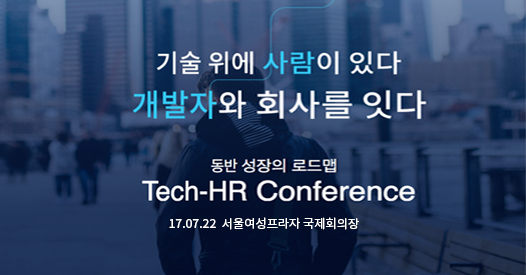 기술 위에 사람이 있다
개발자와 회사를 잇다
동반 성장의 로드맵
Tech-HR Conference
17.07.22 서울여성프라자 국제회의장